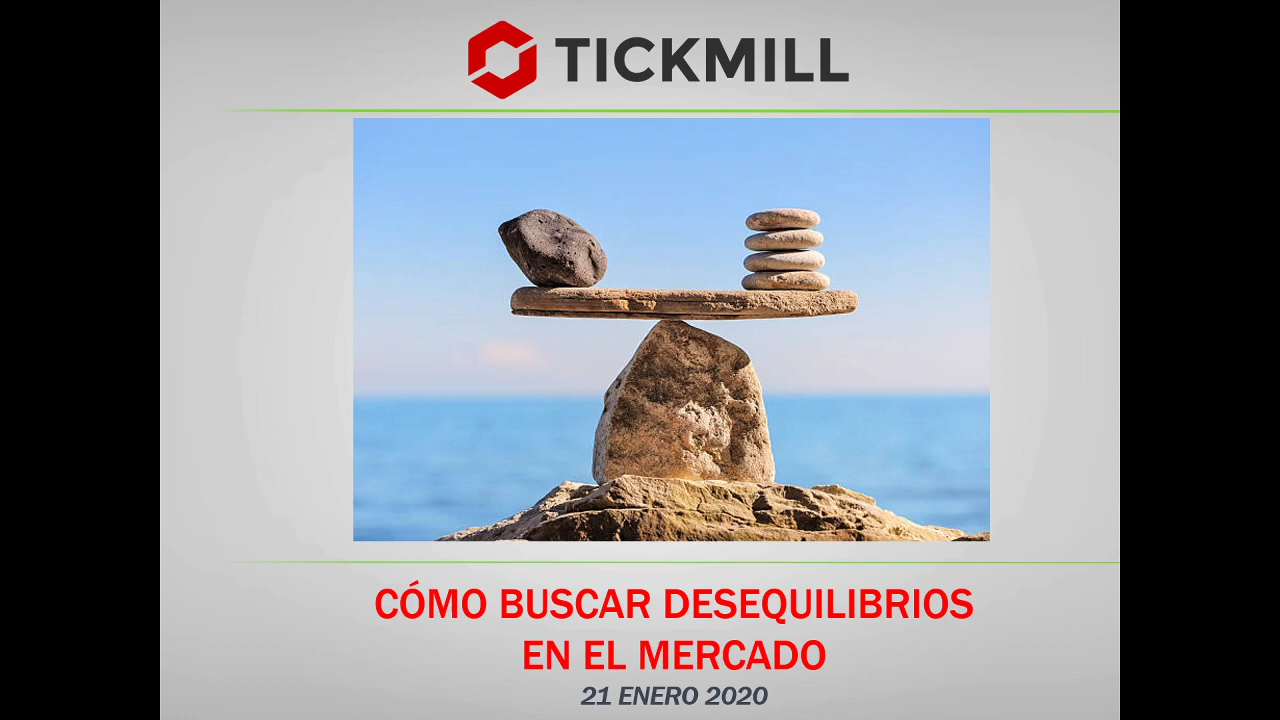 TICKMILL
CÓMO BUSCAR DESEQUILIBRIOS
EN EL MERCADO
21 ENERO 2020